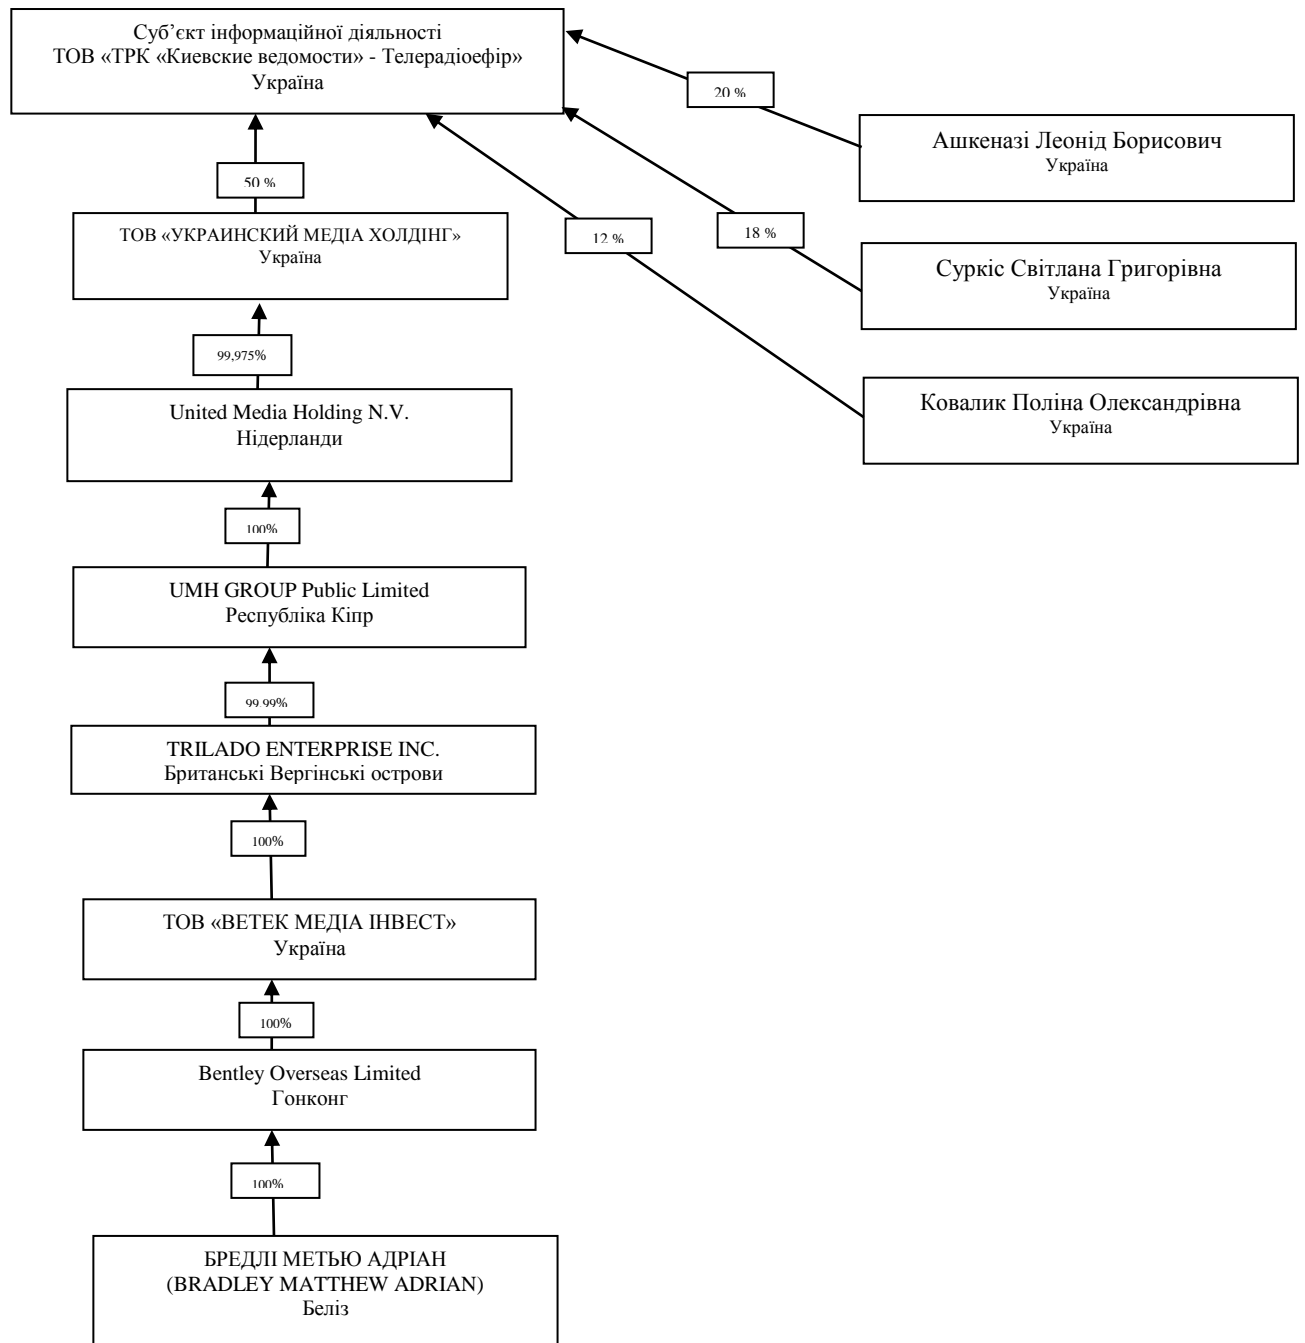 Суб’єкт інформаційної діяльності
ТОВ «ТРК «Киевские ведомости» - Телерадіоефір»
Україна
20 %
Ашкеназі Леонід Борисович
Україна
50 %
ТОВ «УКРАИНСКИЙ МЕДІА ХОЛДІНГ»
Україна
12 %
18 %
Суркіс Світлана Григорівна
Україна
99,975%
United Media Holding N.V.
Нідерланди
Ковалик Поліна Олександрівна
Україна
100%
UMH GROUP Public Limited
Республіка Кіпр
99.99%
TRILADO ENTERPRISE INC.
Британські Вергінські острови
100%
ТОВ «ВЕТЕК МЕДІА ІНВЕСТ»
Україна
100%
Bentley Overseas Limited
Гонконг
100%
БРЕДЛІ МЕТЬЮ АДРІАН
(BRADLEY MATTHEW ADRIAN)
Беліз